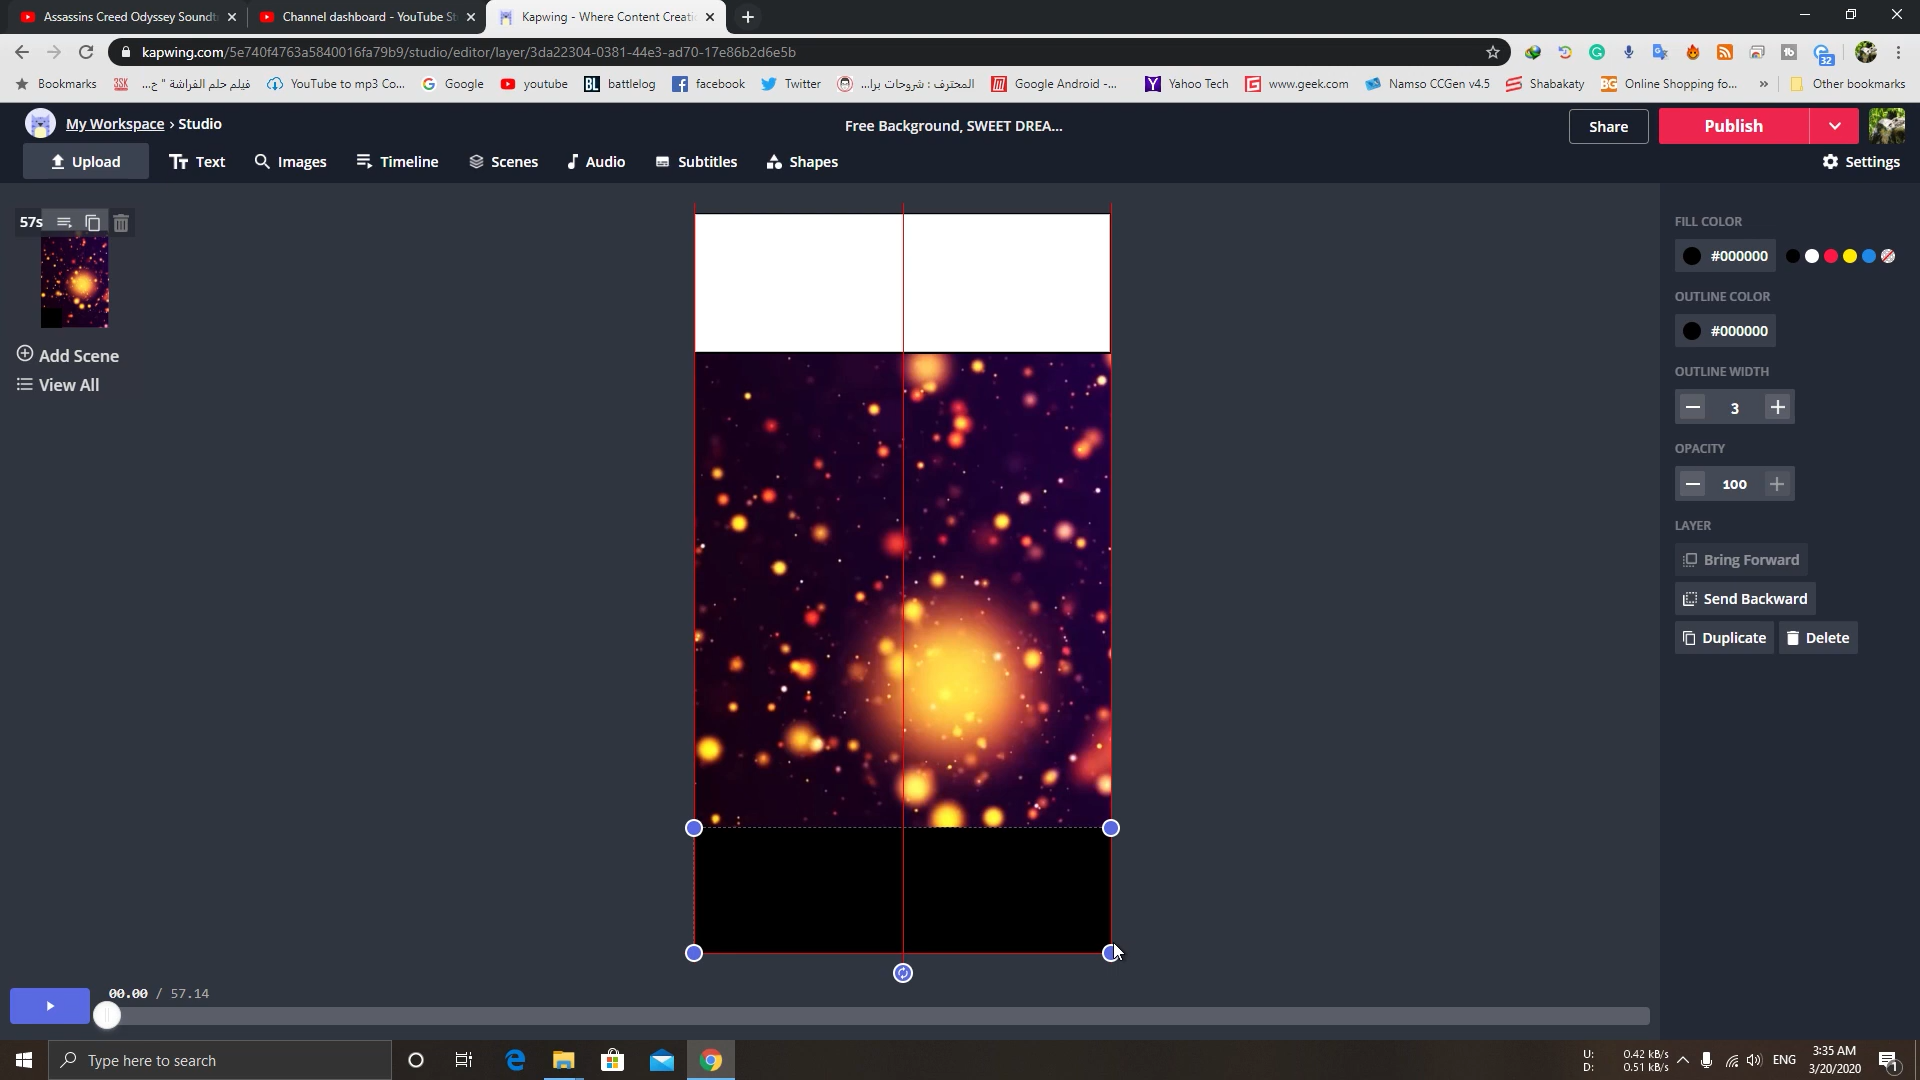 Assassins Creed Odyssey Soundt
Channel dashboard - YouTube St
Kapwing - Where Content Creatio
kapwing.com/5e740f4763a5840016fa79b9/studio/editor/layer/3da22304-0381-44e3-ad70-17e86b2d6e5b
32
Bookmarks
3SK
فيلم حلم الفراشة " ح...
YouTube to mp3 Co...
Google
youtube
BL
battlelog
facebook
Twitter
المحترف : شروحات برا...
Google Android -...
Yahoo Tech
www.geek.com
Namso CCGen v4.5
Shabakaty
BG
Online Shopping fo...
»
Other bookmarks
My Workspace › Studio
Free Background, SWEET DREA...
Share
Publish
Upload
Text
Images
Timeline
Scenes
Audio
Subtitles
Shapes
Settings
57s
Add Scene
View All
FILL COLOR
#000000
OUTLINE COLOR
#000000
OUTLINE WIDTH
3
OPACITY
100
LAYER
Bring Forward
Send Backward
Duplicate
Delete
00.00 / 57.14
Type here to search
U: 0.42 kB/s
D: 0.51 kB/s
ENG
3:35 AM
3/20/2020
1